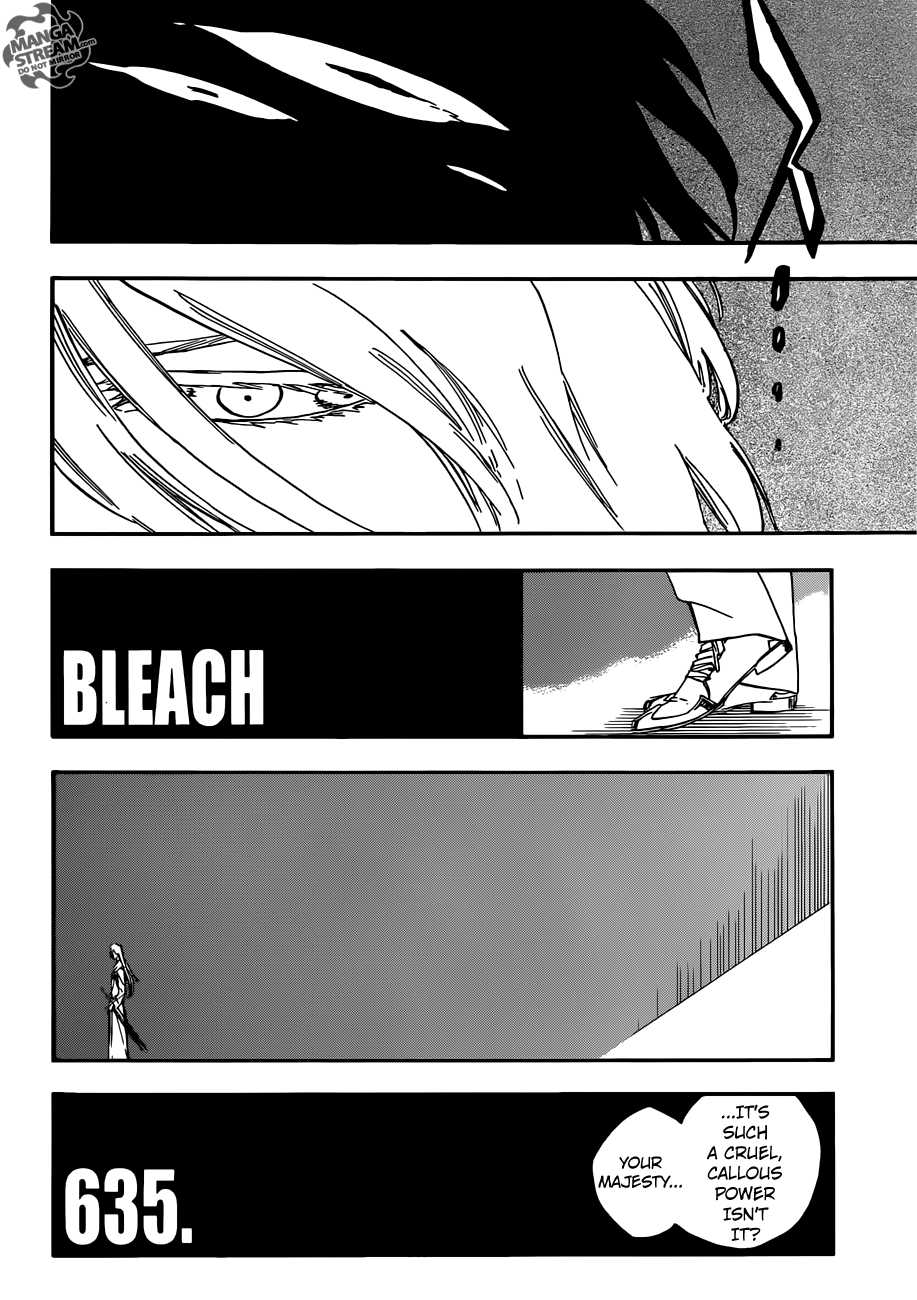 MANGA
STREAM.com
DO NOT MIRROR
BLEACH
...IT'S
SUCH
A CRUEL,
CALLOUS
POWER
ISN'T
IT?
YOUR
MAJESTY...
635.